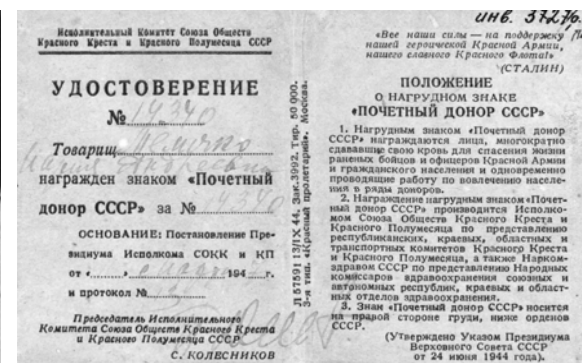 Исполнительный Комитет Союза Обществ
Красного Креста и Красного Полумесяца СССР
УДОСТОВЕРЕНИЕ
№ 14340
Товарищ
награжден знаком «Почетный
донор СССР» за № 14340
ОСНОВАНИЕ: Постановление Пре-
зидиума Исполкома СОКК и КП
от « » 194 г.
и протокол №
Председатель Исполнительного
Комитета Союза Обществ Красного Креста
и Красного Полумесяца СССР
С. КОЛЕСНИКОВ
Л 57591 13/IX 44. Зак. 3992. Тир. 50 000.
3-я тип. «Красный пролетарий». Москва.
инв. 37276
«Все наши силы — на поддержку
нашей героической Красной Армии,
нашего славного Красного Флота!»
(СТАЛИН)
ПОЛОЖЕНИЕ
О НАГРУДНОМ ЗНАКЕ
«ПОЧЕТНЫЙ ДОНОР СССР»
1. Нагрудным знаком «Почетный донор
СССР» награждаются лица, многократно
сдававшие свою кровь для спасения жизни
раненых бойцов и офицеров Красной Армии
и гражданского населения и одновременно
проводящие работу по вовлечению населе-
ния в ряды доноров.
2. Награждение нагрудным знаком «Почет-
ный донор СССР» производится Исполко-
мом Союза Обществ Красного Креста и
Красного Полумесяца по представлению
республиканских, краевых, областных и
транспортных комитетов Красного Креста
и Красного Полумесяца, а также Нарком-
здравом СССР по представлению Народных
комиссаров здравоохранения союзных и
автономных республик, краевых и област-
ных отделов здравоохранения.
3. Знак «Почетный донор СССР» носится
на правой стороне груди, ниже орденов
СССР.
(Утверждено Указом Президиума
Верховного Совета СССР
от 24 июня 1944 года).